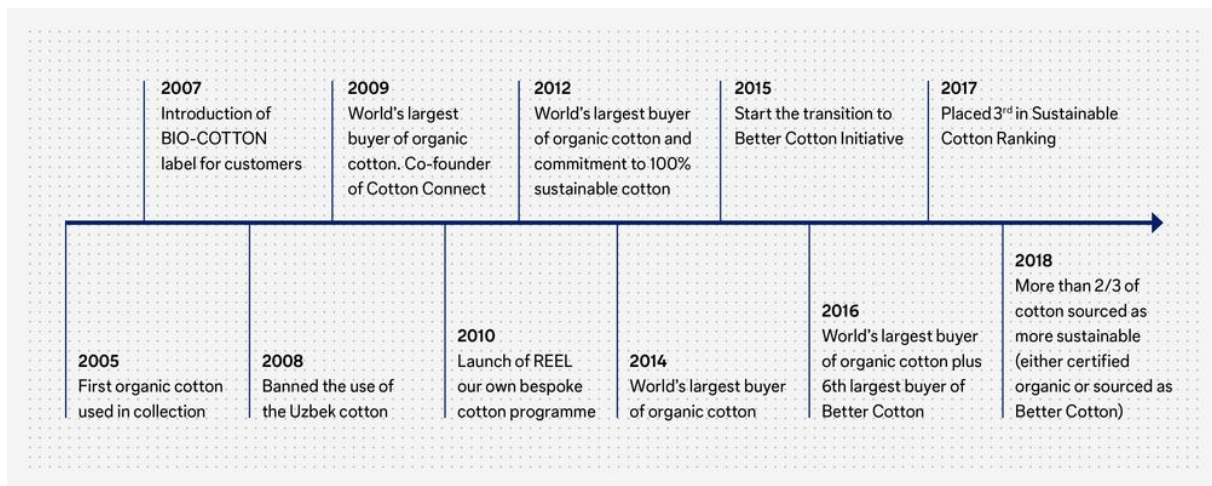 2007
Introduction of
BIO-COTTON
label for customers
2009
World's largest
buyer of organic
cotton. Co-founder
of Cotton Connect
2012
World's largest buyer
of organic cotton and
commitment to 100%
sustainable cotton
2015
Start the transition to
Better Cotton Initiative
2017
Placed 3rd in Sustainable
Cotton Ranking
2005
First organic cotton
used in collection
2008
Banned the use of
the Uzbek cotton
2010
Launch of REEL
our own bespoke
cotton programme
2014
World's largest buyer
of organic cotton
2016
World's largest buyer
of organic cotton plus
6th largest buyer of
Better Cotton
2018
More than 2/3 of
cotton sourced as
more sustainable
(either certified
organic or sourced as
Better Cotton)